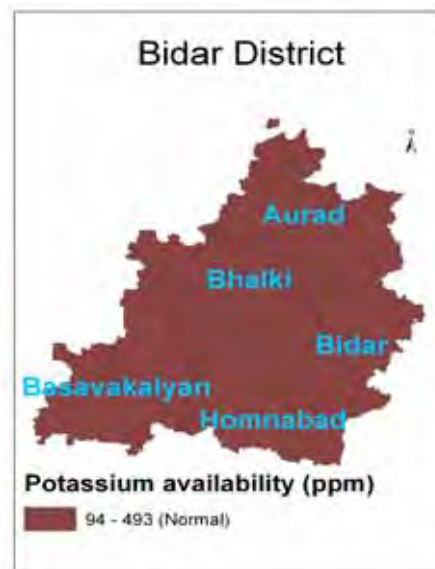 Bidar District
Aurad
Bhalki
Bidar
Basavakalyan
Homnabad
Potassium availability (ppm)
94 - 493 (Normal)